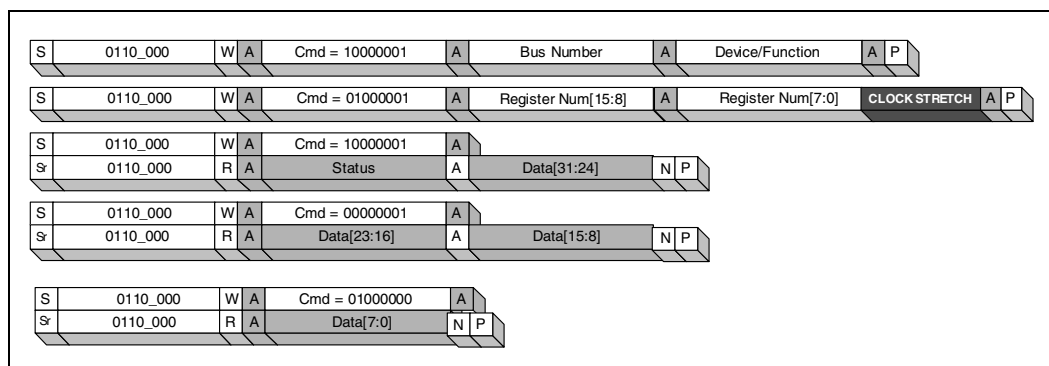 S 0110_000 W A Cmd = 10000001 A Bus Number A Device/Function A P
S 0110_000 W A Cmd = 01000001 A Register Num[15:8] A Register Num[7:0] CLOCK STRETCH A P
S 0110_000 W A Cmd = 10000001 A
Sr 0110_000 R A Status A Data[31:24] N P
S 0110_000 W A Cmd = 00000001 A
Sr 0110_000 R A Data[23:16] A Data[15:8] N P
S 0110_000 W A Cmd = 01000000 A
Sr 0110_000 R A Data[7:0] N P